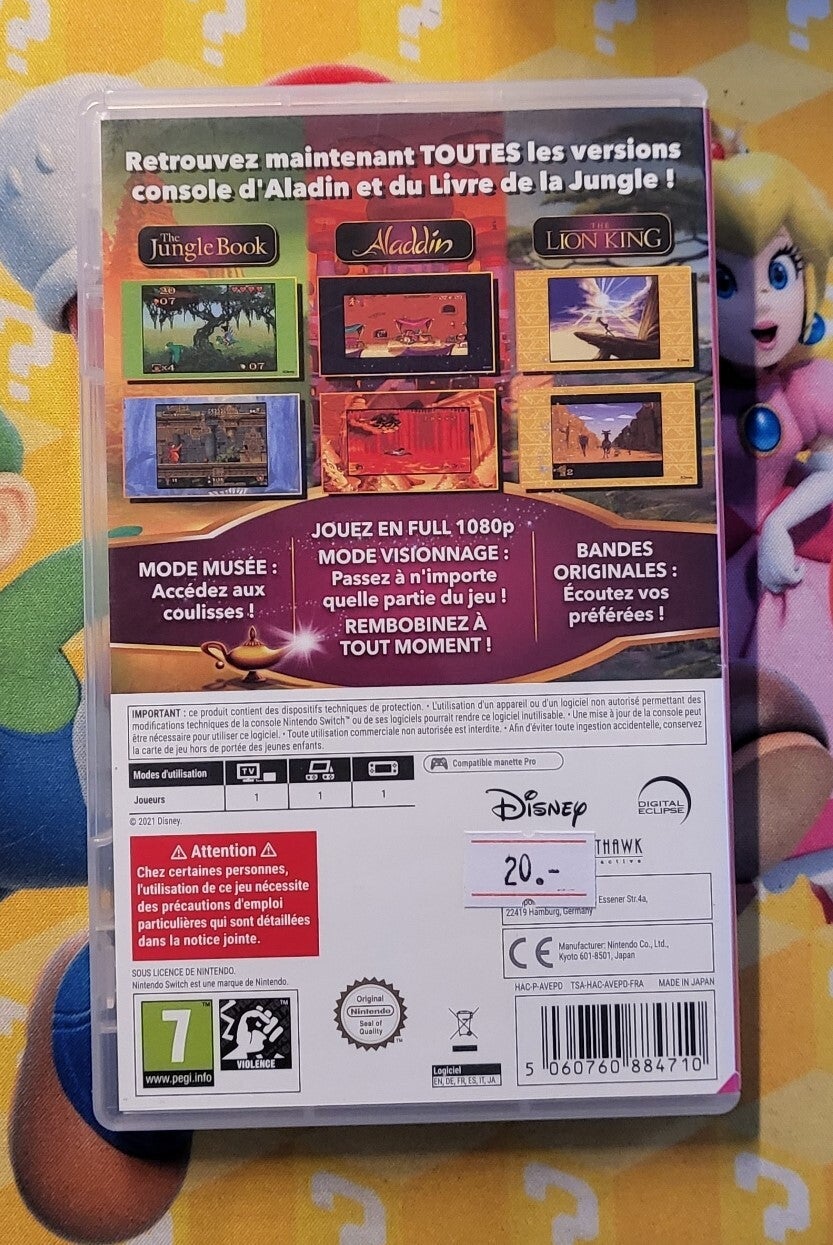 Retrouvez maintenant TOUTES les versions
console d'Aladin et du Livre de la Jungle !
The
Jungle Book
Aladdin
THE
LION KING
JOUEZ EN FULL 1080p
MODE VISIONNAGE :
Passez à n'importe
quelle partie du jeu !
REMBOBINEZ À
TOUT MOMENT !
MODE MUSÉE :
Accédez aux
coulisses !
BANDES
ORIGINALES :
Écoutez vos
préférées !
IMPORTANT : ce produit contient des dispositifs techniques de protection. • L'utilisation d'un appareil ou d'un logiciel non autorisé permettant des
modifications techniques de la console Nintendo Switch™ ou de ses logiciels pourrait rendre ce logiciel inutilisable. • Une mise à jour de la console peut
être nécessaire pour utiliser ce logiciel. • Toute utilisation commerciale non autorisée est interdite. • Afin d'éviter toute ingestion accidentelle, conservez
la carte de jeu hors de portée des jeunes enfants.
Modes d'utilisation
TV
Joueurs
1 1 1
Compatible manette Pro
© 2021 Disney.
Disney
DIGITAL
ECLIPSE
Attention
Chez certaines personnes,
l'utilisation de ce jeu nécessite
des précautions d'emploi
particulières qui sont détaillées
dans la notice jointe.
THAWK
active
20.-
Essener Str.4a,
22419 Hamburg, Germany
CE
Manufacturer: Nintendo Co., Ltd.,
Kyoto 601-8501, Japan
SOUS LICENCE DE NINTENDO.
Nintendo Switch est une marque de Nintendo.
HAC-P-AVEPD TSA-HAC-AVEPD-FRA MADE IN JAPAN
7
www.pegi.info
VIOLENCE
Original
Nintendo
Seal of
Quality
Logiciel
EN, DE, FR, ES, IT, JA
5 060760 884710